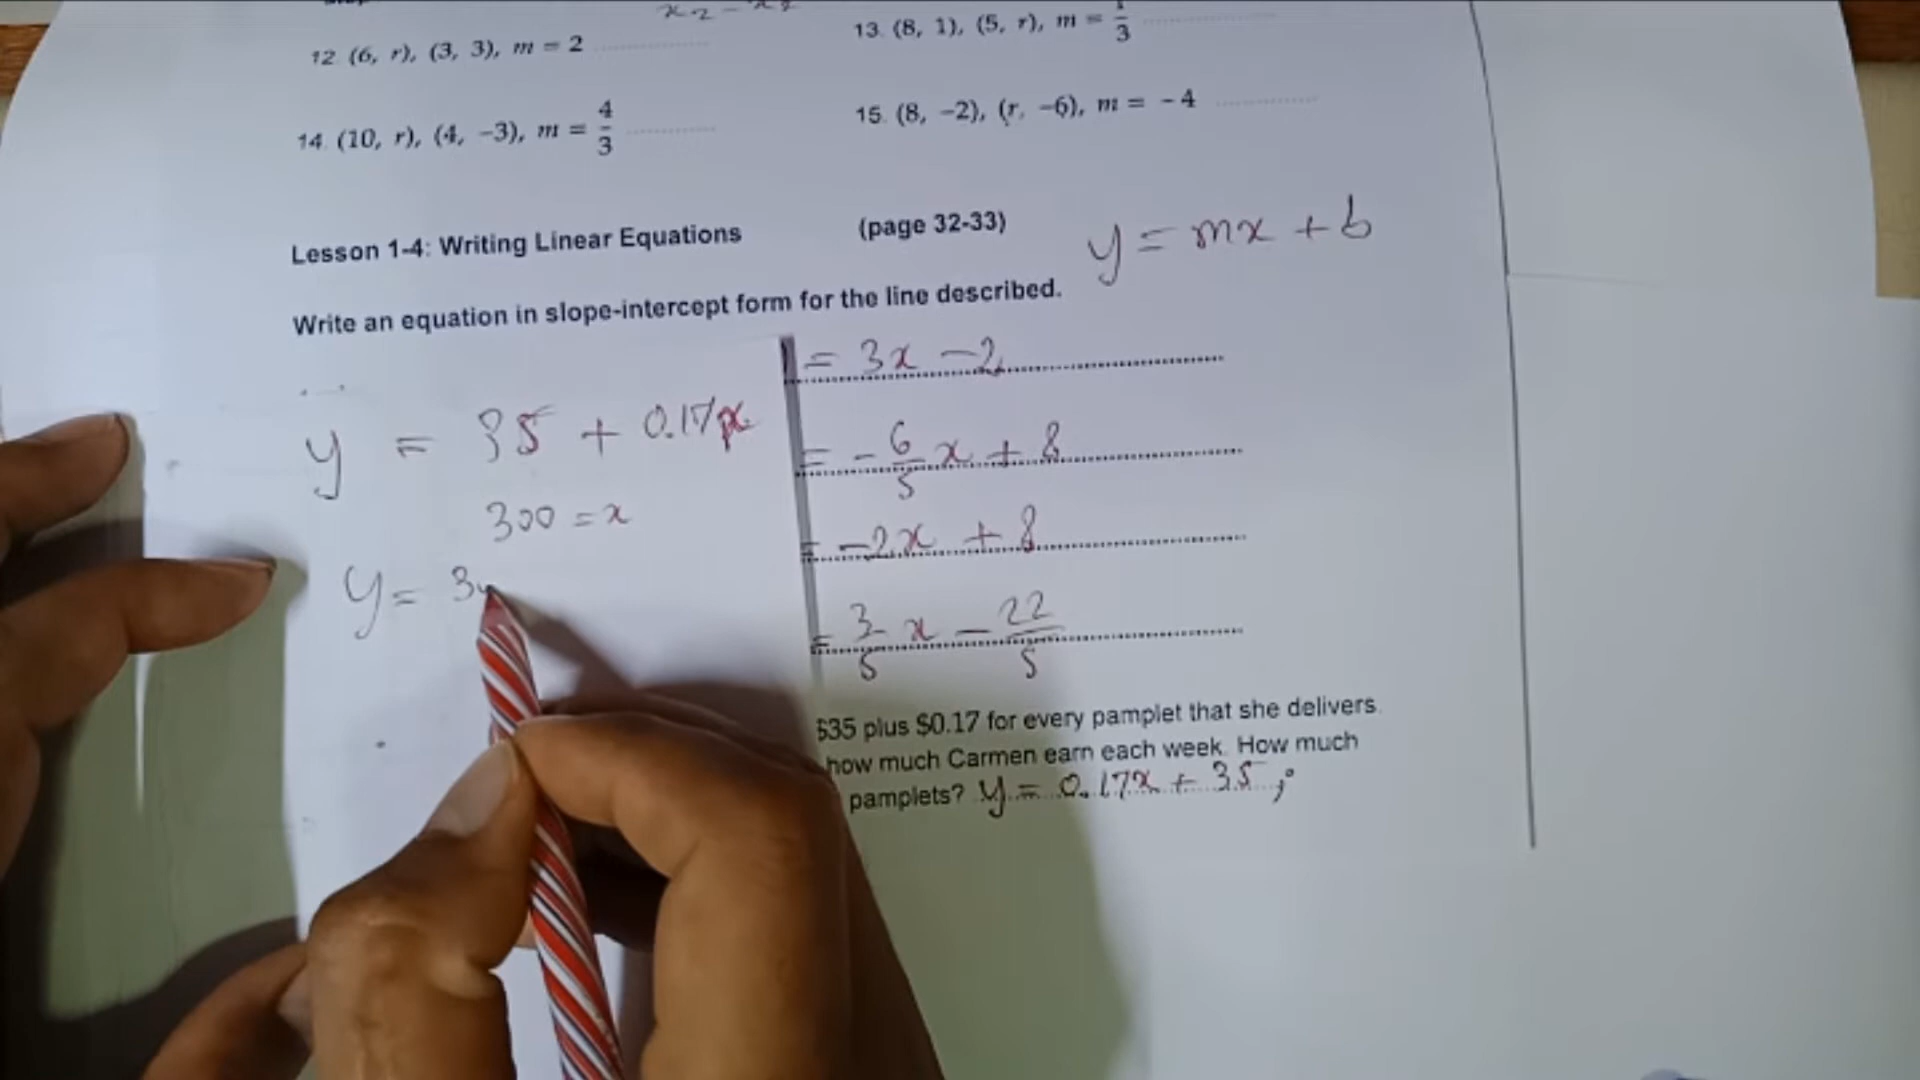 x2 – x
12. (6, r), (3, 3), m = 2
13. (8, 1), (5, r), m = 1/3
14. (10, r), (4, –3), m = 4/3
15. (8, –2), (r, –6), m = – 4
Lesson 1-4: Writing Linear Equations (page 32-33)
y = mx + b
Write an equation in slope-intercept form for the line described.
= 3x – 2
y = 35 + 0.17x
= – 6/5 x + 8
300 = x
= –2x + 8
y = 3
= 3/5 x – 22/5
$35 plus $0.17 for every pamplet that she delivers.
how much Carmen earn each week. How much
pamplets? y = 0.17x + 35 ;